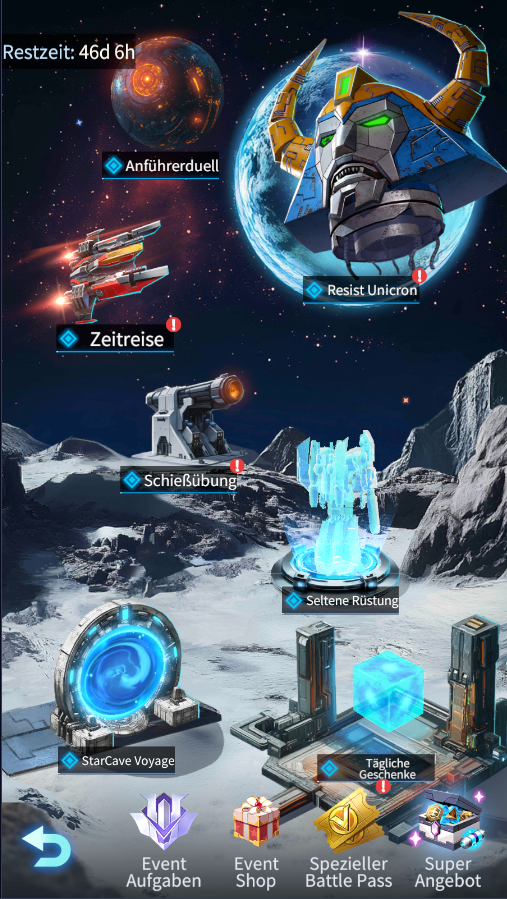 Restzeit: 46d 6h
Anführerduell
Resist Unicron
Zeitreise
Schießübung
Seltene Rüstung
StarCave Voyage
Tägliche
Geschenke
Event
Aufgaben
Event
Shop
Spezieller
Battle Pass
Super
Angebot